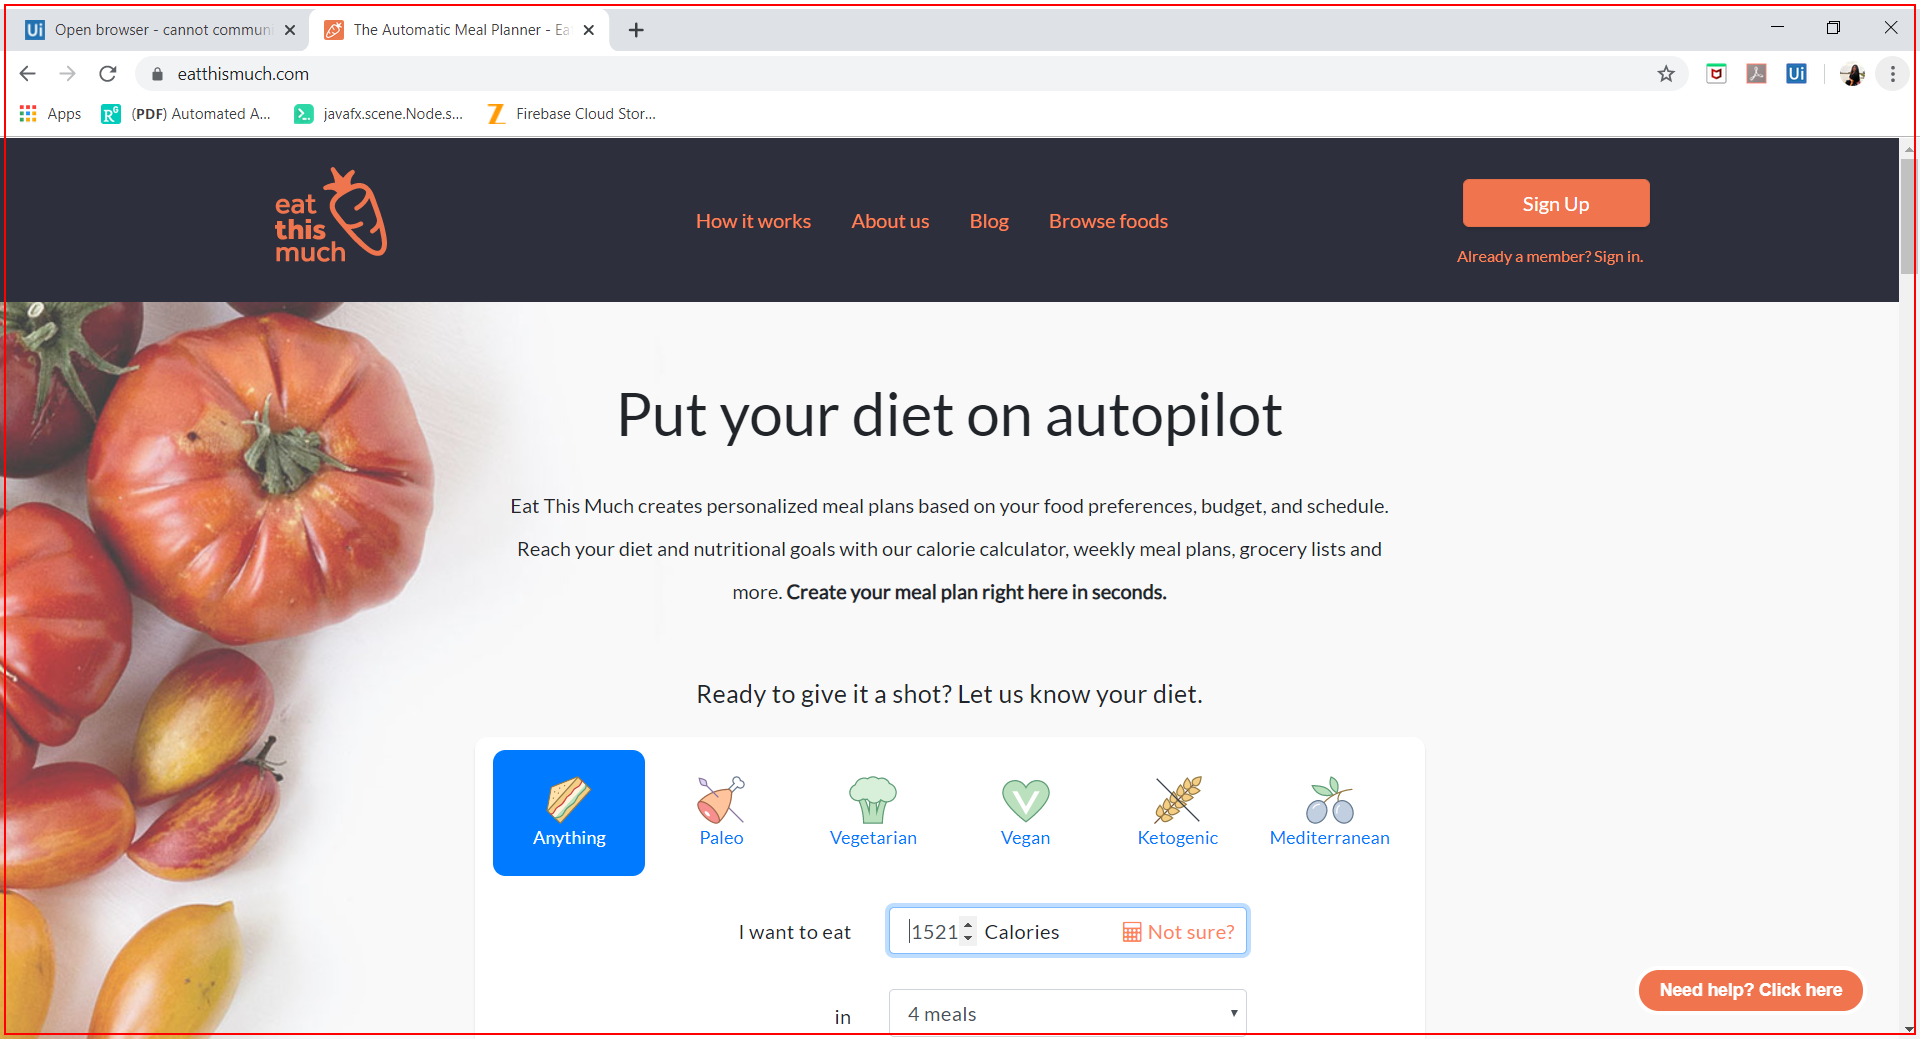 Ui Open browser - cannot commun
The Automatic Meal Planner - Ea
eatthismuch.com
Ui
Apps
RG (PDF) Automated A...
javafx.scene.Node.s...
Z Firebase Cloud Stor...
eat
this
much
How it works
About us
Blog
Browse foods
Sign Up
Already a member? Sign in.
Put your diet on autopilot
Eat This Much creates personalized meal plans based on your food preferences, budget, and schedule.
Reach your diet and nutritional goals with our calorie calculator, weekly meal plans, grocery lists and
more. Create your meal plan right here in seconds.
Ready to give it a shot? Let us know your diet.
Anything
Paleo
Vegetarian
Vegan
Ketogenic
Mediterranean
I want to eat
1521 Calories
Not sure?
in
4 meals
Need help? Click here